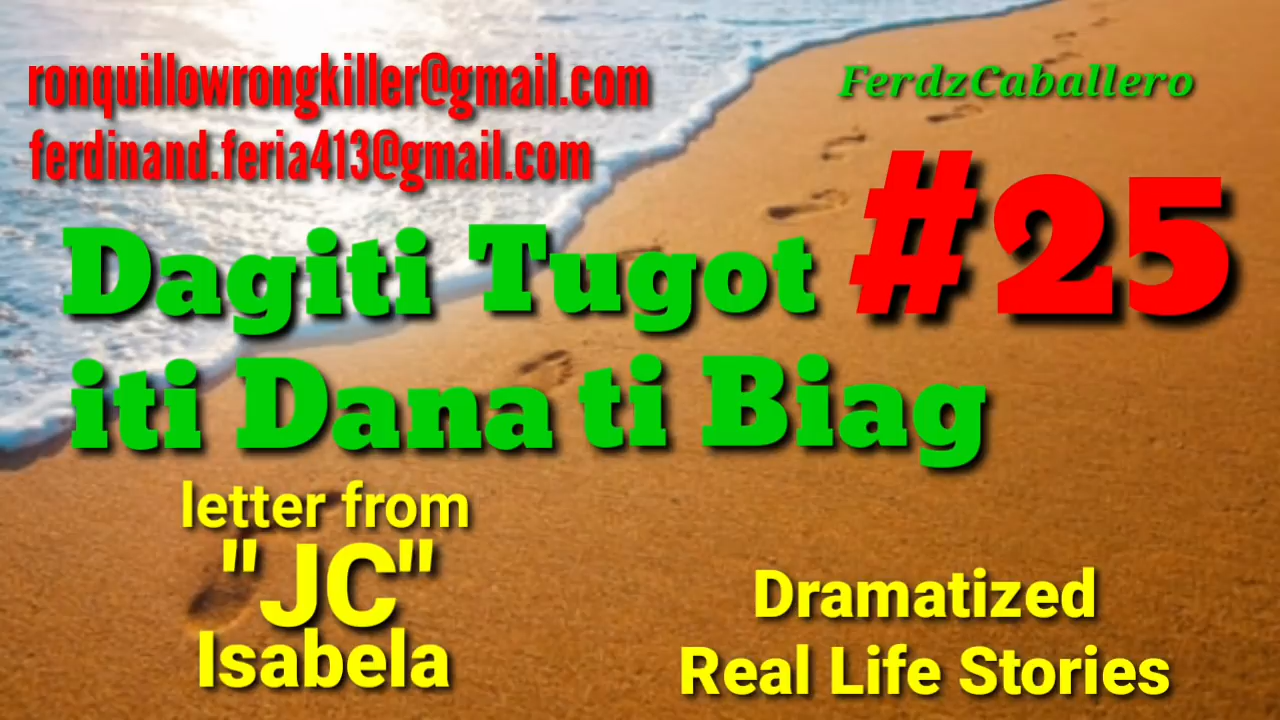 ronquillowrongkiller@gmail.com
ferdinand.feria413@gmail.com
FerdzCaballero
#25
Dagiti Tugot
iti Dana ti Biag
letter from
"JC"
Isabela
Dramatized
Real Life Stories